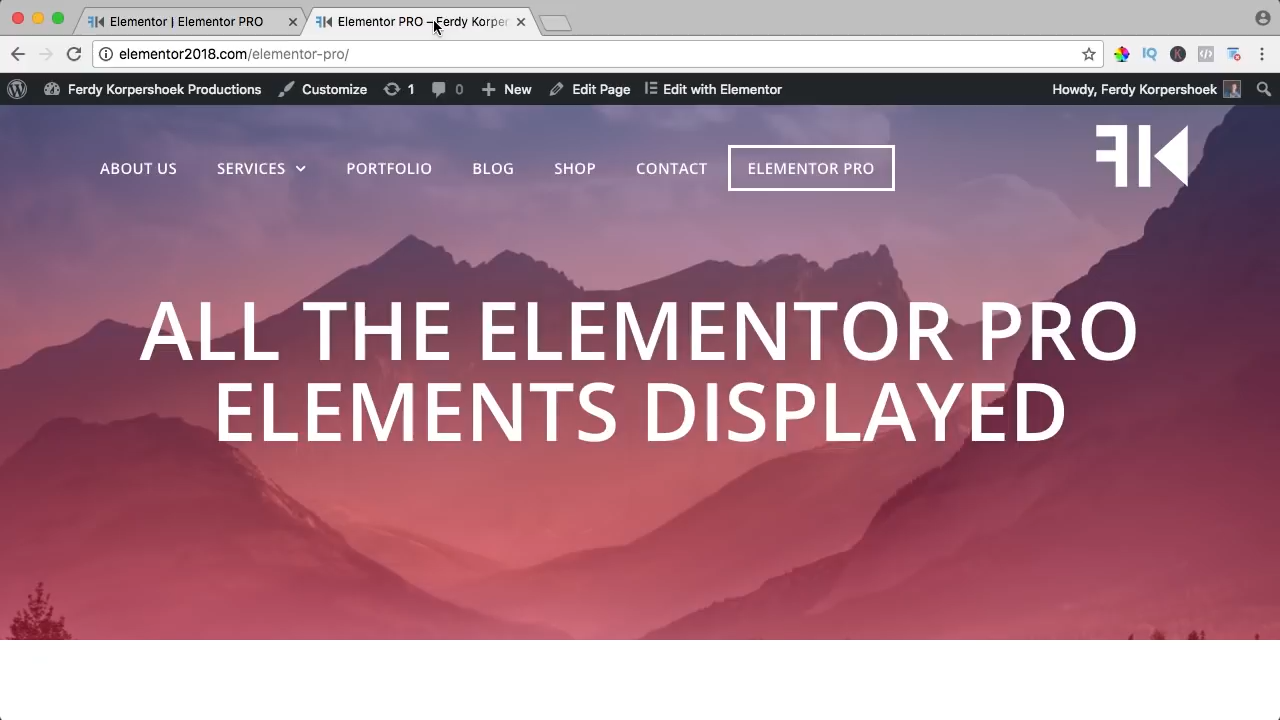 Elementor | Elementor PRO
Elementor PRO – Ferdy Korper
elementor2018.com/elementor-pro/
Ferdy Korpershoek Productions Customize 1 0 New Edit Page Edit with Elementor Howdy, Ferdy Korpershoek
ABOUT US SERVICES PORTFOLIO BLOG SHOP CONTACT ELEMENTOR PRO
ALL THE ELEMENTOR PRO
ELEMENTS DISPLAYED